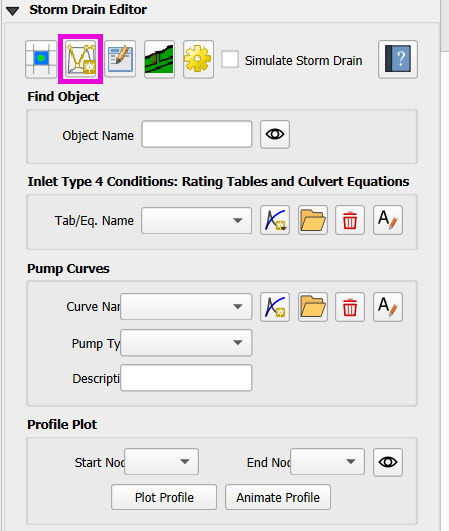 Storm Drain Editor
Simulate Storm Drain
?
Find Object
Object Name
Inlet Type 4 Conditions: Rating Tables and Culvert Equations
Tab/Eq. Name
A
Pump Curves
Curve Nar
A
Pump Ty
Descripti
Profile Plot
Start Noc
End Noc
Plot Profile
Animate Profile